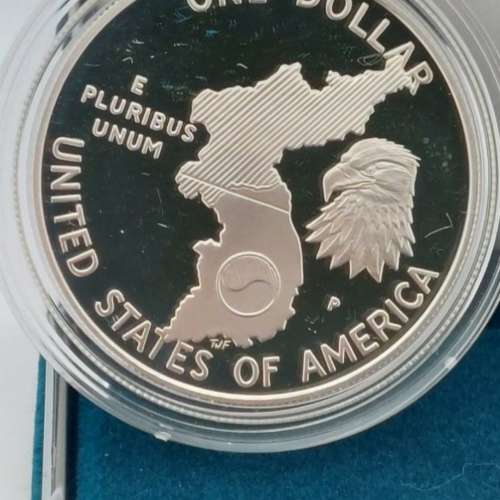 ONE DOLLAR
E
PLURIBUS
UNUM
P
TJF
UNITED STATES OF AMERICA